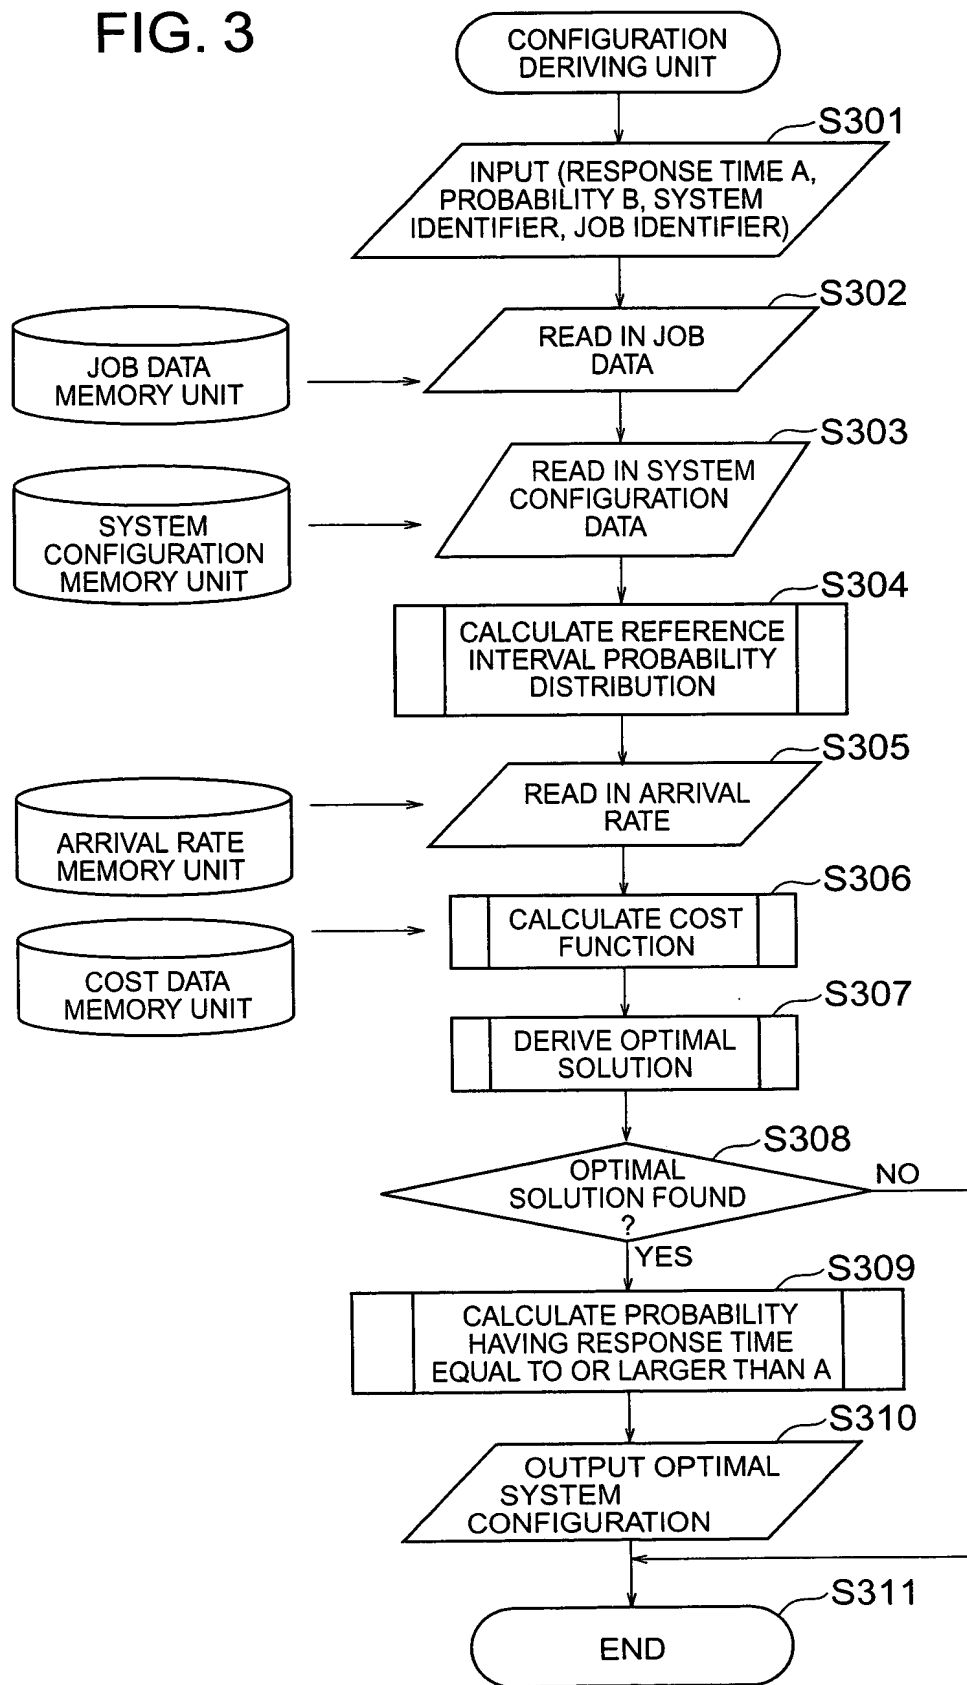 FIG. 3
CONFIGURATION
DERIVING UNIT
S301
INPUT (RESPONSE TIME A,
PROBABILITY B, SYSTEM
IDENTIFIER, JOB IDENTIFIER)
S302
READ IN JOB
DATA
JOB DATA
MEMORY UNIT
S303
READ IN SYSTEM
CONFIGURATION
DATA
SYSTEM
CONFIGURATION
MEMORY UNIT
S304
CALCULATE REFERENCE
INTERVAL PROBABILITY
DISTRIBUTION
S305
READ IN ARRIVAL
RATE
ARRIVAL RATE
MEMORY UNIT
S306
CALCULATE COST
FUNCTION
COST DATA
MEMORY UNIT
S307
DERIVE OPTIMAL
SOLUTION
S308
OPTIMAL
SOLUTION FOUND
?
NO
YES
S309
CALCULATE PROBABILITY
HAVING RESPONSE TIME
EQUAL TO OR LARGER THAN A
S310
OUTPUT OPTIMAL
SYSTEM
CONFIGURATION
S311
END